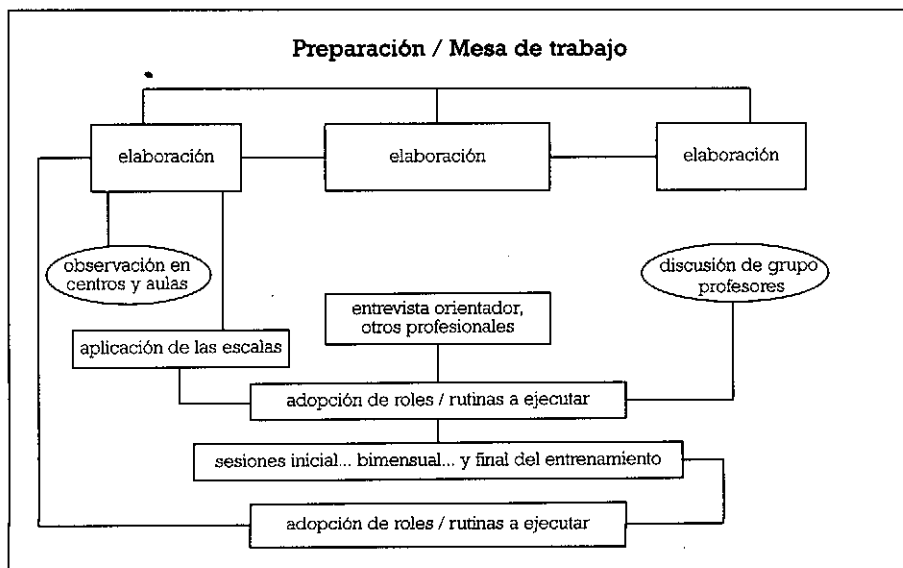 Preparación / Mesa de trabajo
elaboración
elaboración
elaboración
observación en
centros y aulas
discusión de grupo
profesores
entrevista orientador,
otros profesionales
aplicación de las escalas
adopción de roles / rutinas a ejecutar
sesiones inicial... bimensual... y final del entrenamiento
adopción de roles / rutinas a ejecutar